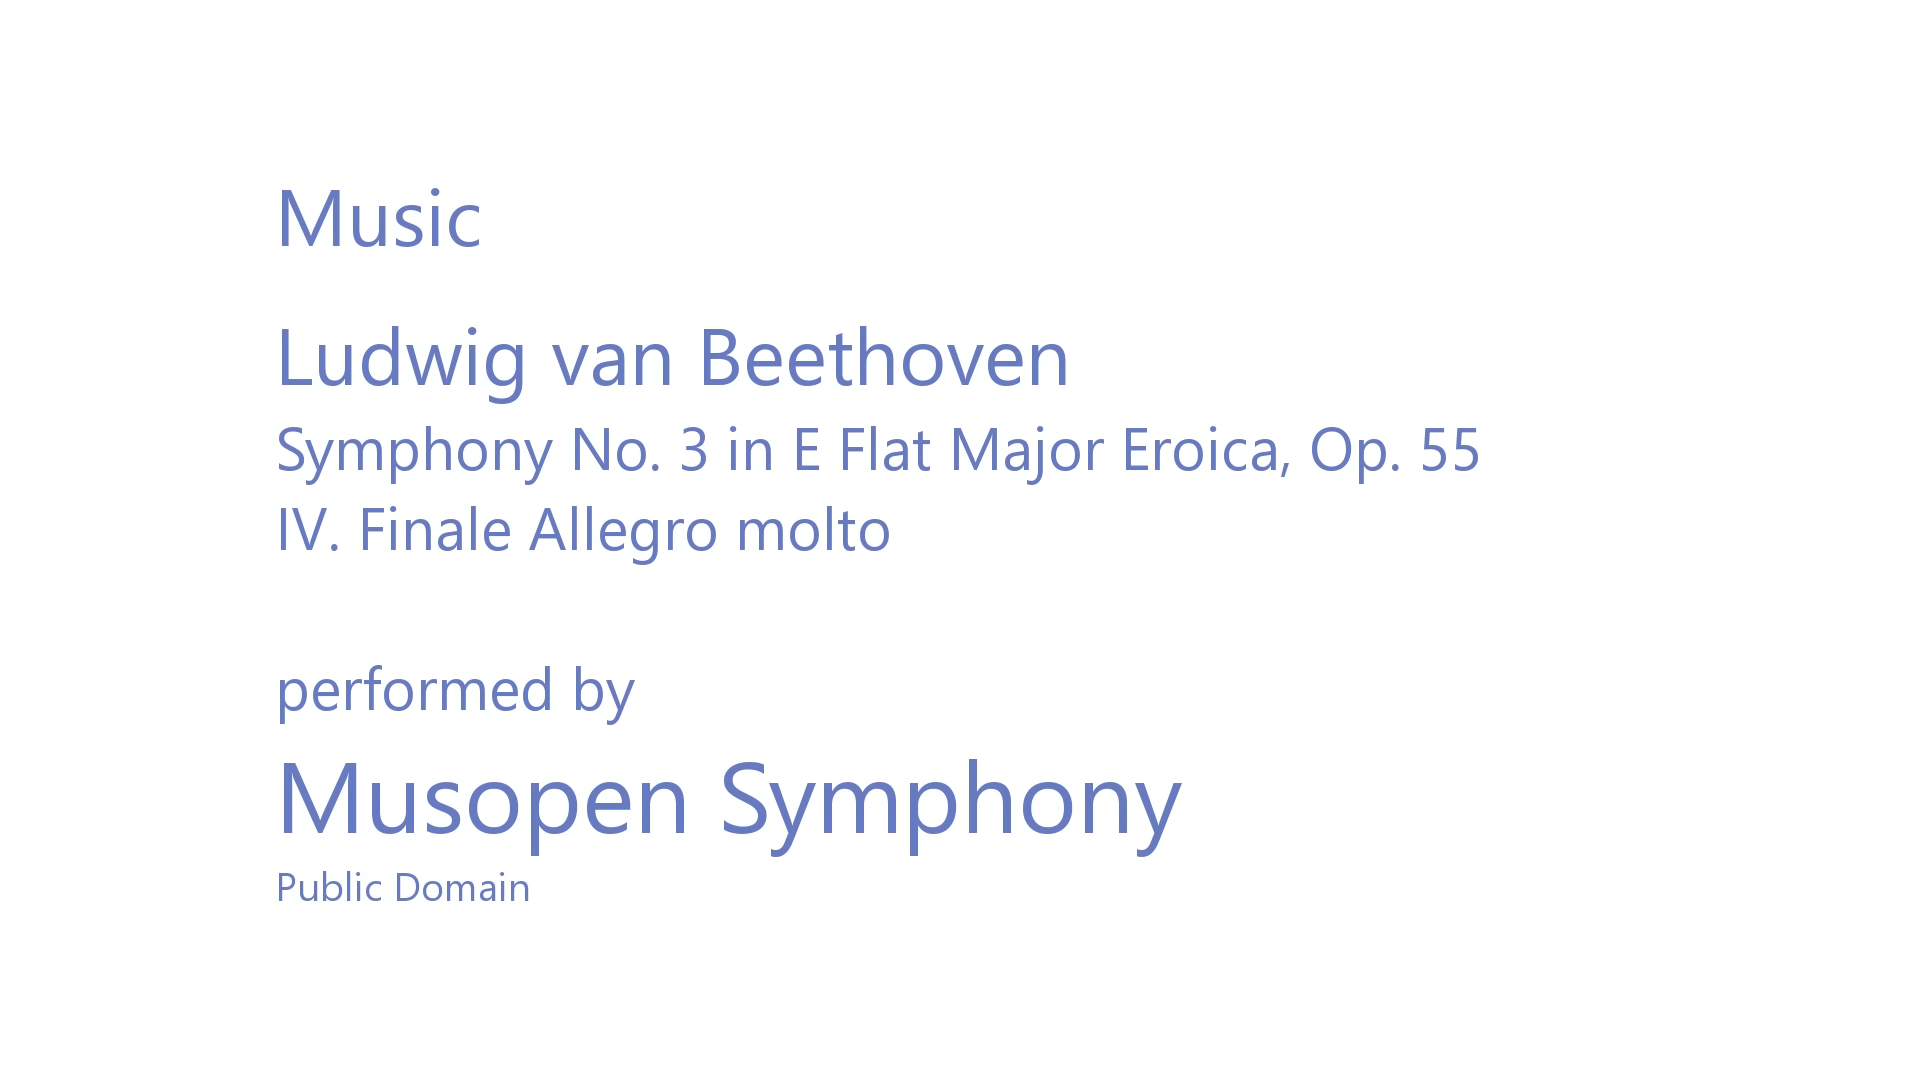 Music
Ludwig van Beethoven
Symphony No. 3 in E Flat Major Eroica, Op. 55
IV. Finale Allegro molto
performed by
Musopen Symphony
Public Domain